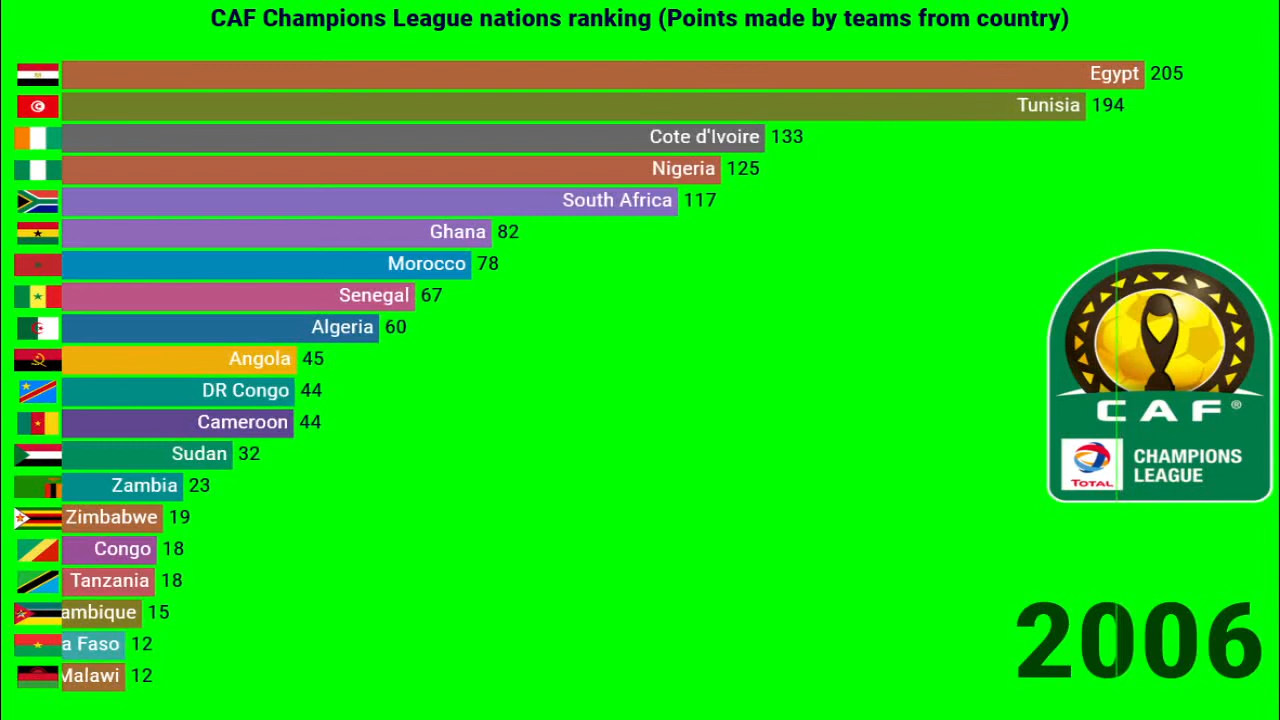 CAF Champions League nations ranking (Points made by teams from country)
Egypt 205
Tunisia 194
Cote d'Ivoire 133
Nigeria 125
South Africa 117
Ghana 82
Morocco 78
Senegal 67
Algeria 60
Angola 45
DR Congo 44
Cameroon 44
Sudan 32
Zambia 23
Zimbabwe 19
Congo 18
Tanzania 18
ambique 15
a Faso 12
Malawi 12
CAF®
TOTAL
CHAMPIONS
LEAGUE
2006